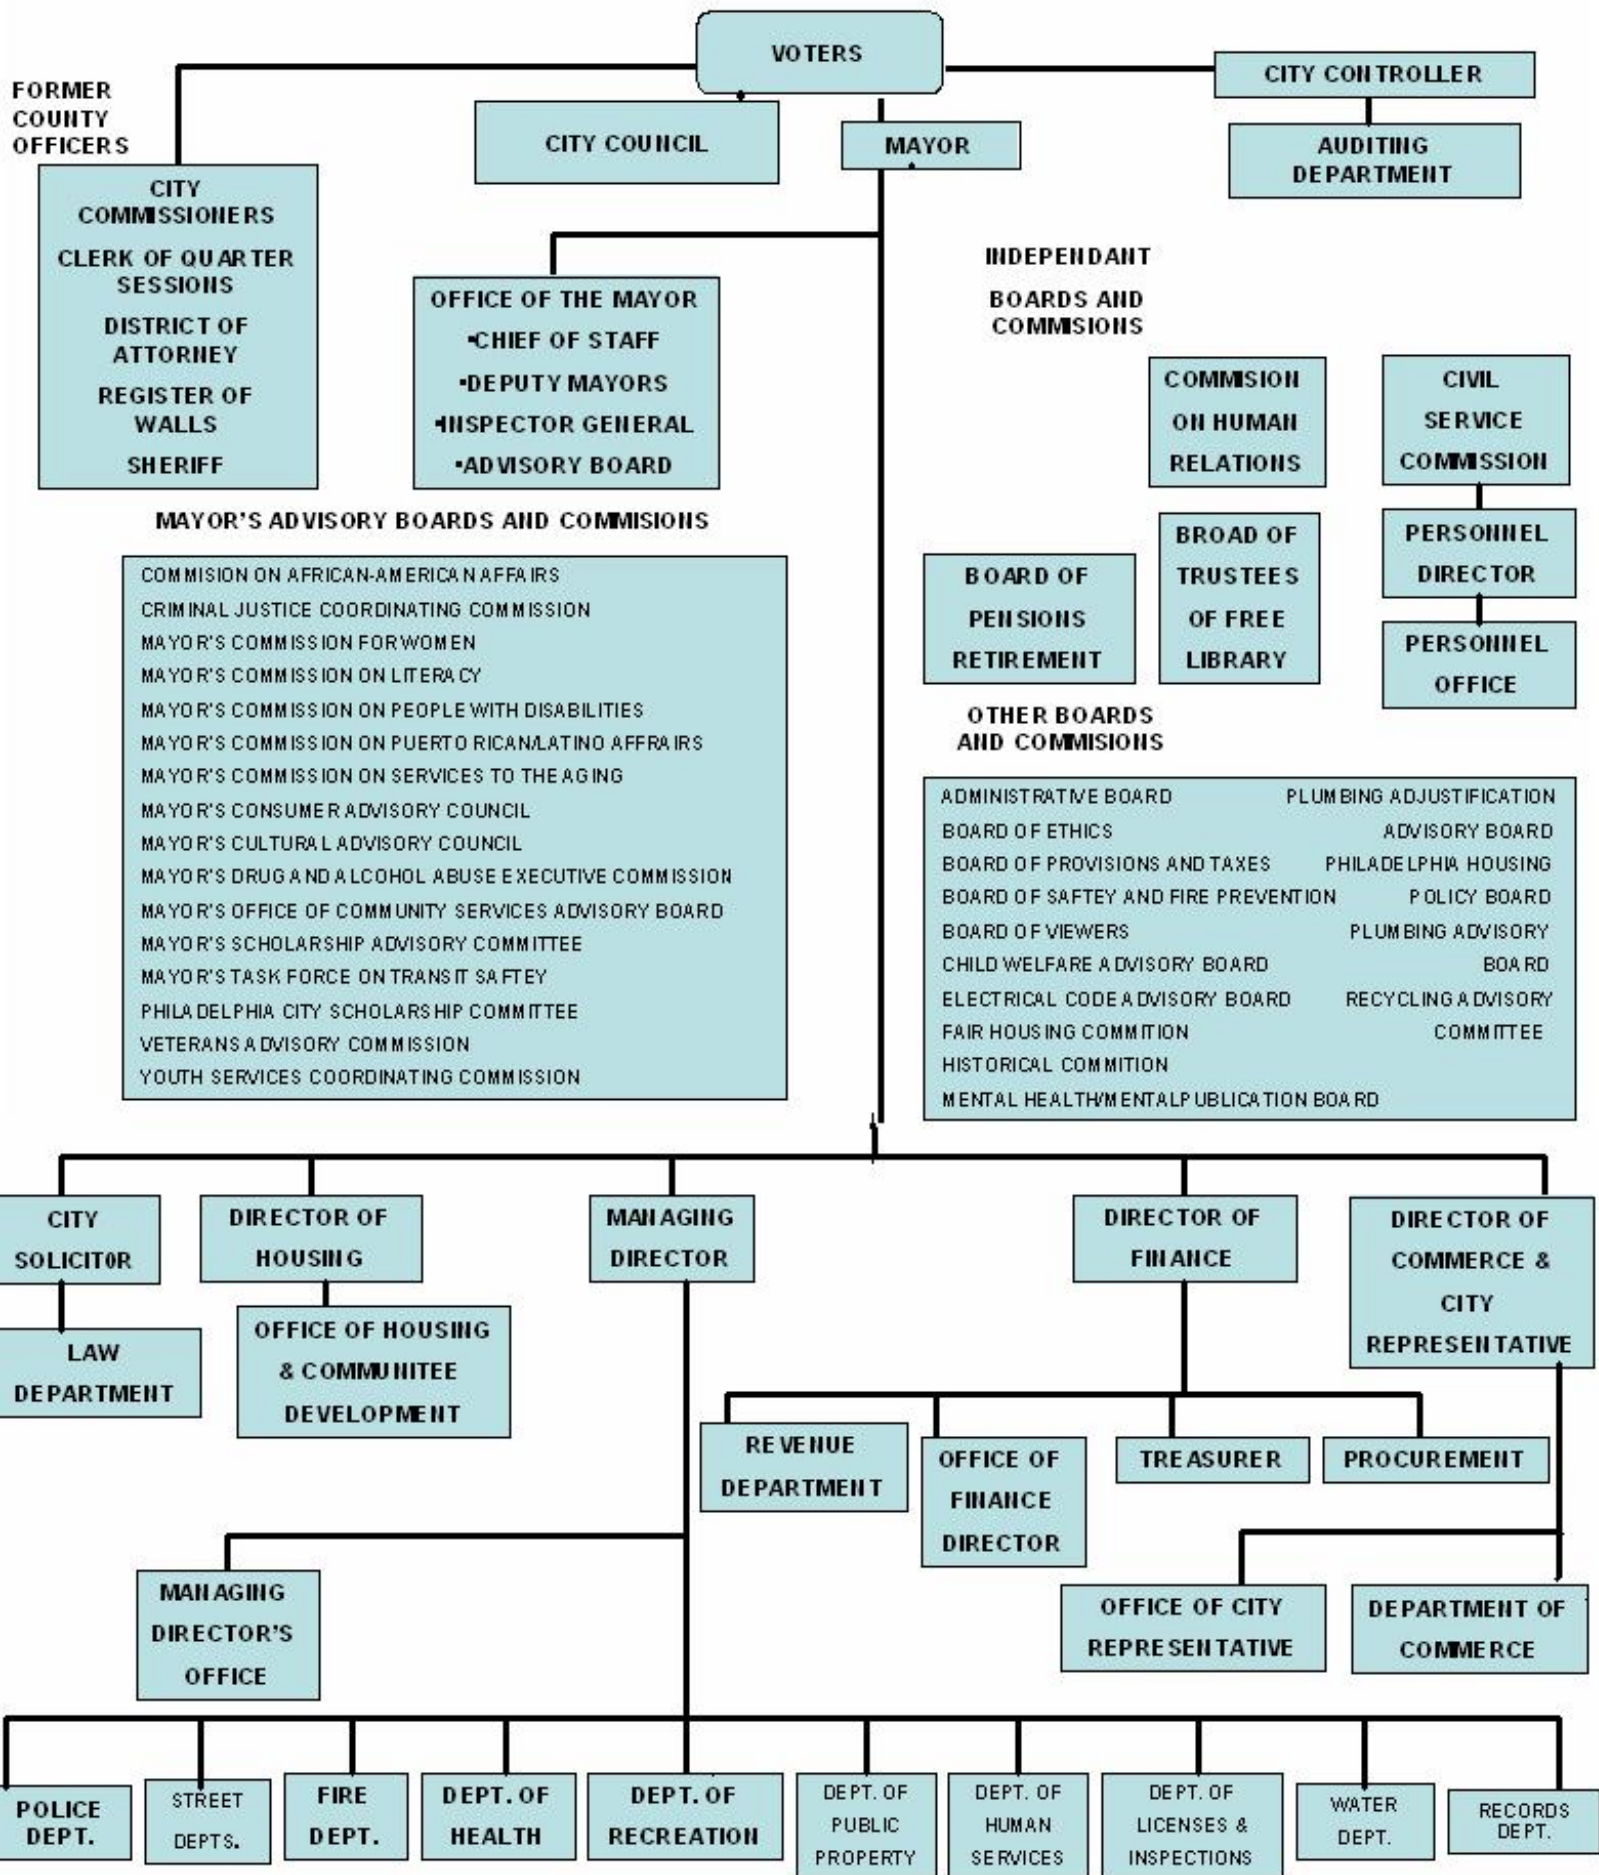 VOTERS
FORMER
COUNTY
OFFICERS
CITY COUNCIL
MAYOR
CITY CONTROLLER
AUDITING
DEPARTMENT
CITY
COMMISSIONERS
CLERK OF QUARTER
SESSIONS
DISTRICT OF
ATTORNEY
REGISTER OF
WALLS
SHERIFF
OFFICE OF THE MAYOR
▪CHIEF OF STAFF
▪DEPUTY MAYORS
▪INSPECTOR GENERAL
▪ADVISORY BOARD
INDEPENDANT
BOARDS AND
COMMISIONS
COMMISION
ON HUMAN
RELATIONS
CIVIL
SERVICE
COMMISSION
BOARD OF
PENSIONS
RETIREMENT
BROAD OF
TRUSTEES
OF FREE
LIBRARY
PERSONNEL
DIRECTOR
PERSONNEL
OFFICE
MAYOR'S ADVISORY BOARDS AND COMMISIONS
COMMISION ON AFRICAN-AMERICAN AFFAIRS
CRIMINAL JUSTICE COORDINATING COMMISSION
MAYOR'S COMMISSION FOR WOMEN
MAYOR'S COMMISSION ON LITERACY
MAYOR'S COMMISSION ON PEOPLE WITH DISABILITIES
MAYOR'S COMMISSION ON PUERTO RICAN/LATINO AFFRAIRS
MAYOR'S COMMISSION ON SERVICES TO THE AGING
MAYOR'S CONSUMER ADVISORY COUNCIL
MAYOR'S CULTURAL ADVISORY COUNCIL
MAYOR'S DRUG AND ALCOHOL ABUSE EXECUTIVE COMMISSION
MAYOR'S OFFICE OF COMMUNITY SERVICES ADVISORY BOARD
MAYOR'S SCHOLARSHIP ADVISORY COMMITTEE
MAYOR'S TASK FORCE ON TRANSIT SAFTEY
PHILADELPHIA CITY SCHOLARSHIP COMMITTEE
VETERANS ADVISORY COMMISSION
YOUTH SERVICES COORDINATING COMMISSION
OTHER BOARDS
AND COMMISIONS
ADMINISTRATIVE BOARD
BOARD OF ETHICS
BOARD OF PROVISIONS AND TAXES
BOARD OF SAFTEY AND FIRE PREVENTION
BOARD OF VIEWERS
CHILD WELFARE ADVISORY BOARD
ELECTRICAL CODE ADVISORY BOARD
FAIR HOUSING COMMITION
HISTORICAL COMMITION
MENTAL HEALTH/MENTALPUBLICATION BOARD
PLUMBING ADJUSTIFICATION
ADVISORY BOARD
PHILADELPHIA HOUSING
POLICY BOARD
PLUMBING ADVISORY
BOARD
RECYCLING ADVISORY
COMMITTEE
CITY
SOLICITOR
LAW
DEPARTMENT
DIRECTOR OF
HOUSING
OFFICE OF HOUSING
& COMMUNITEE
DEVELOPMENT
MANAGING
DIRECTOR
DIRECTOR OF
FINANCE
DIRECTOR OF
COMMERCE &
CITY
REPRESENTATIVE
REVENUE
DEPARTMENT
OFFICE OF
FINANCE
DIRECTOR
TREASURER
PROCUREMENT
MANAGING
DIRECTOR'S
OFFICE
OFFICE OF CITY
REPRESENTATIVE
DEPARTMENT OF
COMMERCE
POLICE
DEPT.
STREET
DEPTS.
FIRE
DEPT.
DEPT. OF
HEALTH
DEPT. OF
RECREATION
DEPT. OF
PUBLIC
PROPERTY
DEPT. OF
HUMAN
SERVICES
DEPT. OF
LICENSES &
INSPECTIONS
WATER
DEPT.
RECORDS
DEPT.